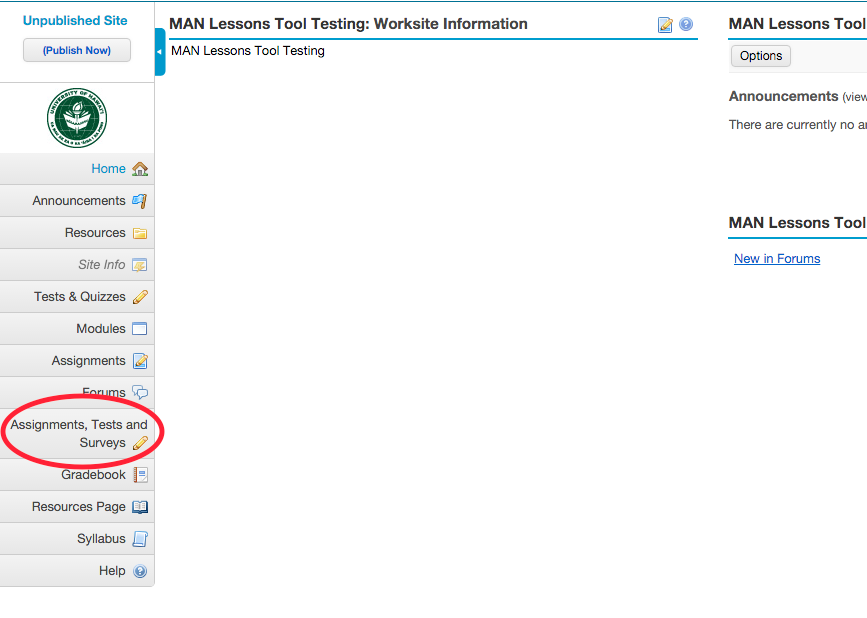 Unpublished Site
(Publish Now)
UNIVERSITY OF HAWAI'I
Home
Announcements
Resources
Site Info
Tests & Quizzes
Modules
Assignments
Forums
Assignments, Tests and
Surveys
Gradebook
Resources Page
Syllabus
Help
MAN Lessons Tool Testing: Worksite Information
MAN Lessons Tool Testing
MAN Lessons Tool
Options
Announcements (view
There are currently no
MAN Lessons Tool
New in Forums